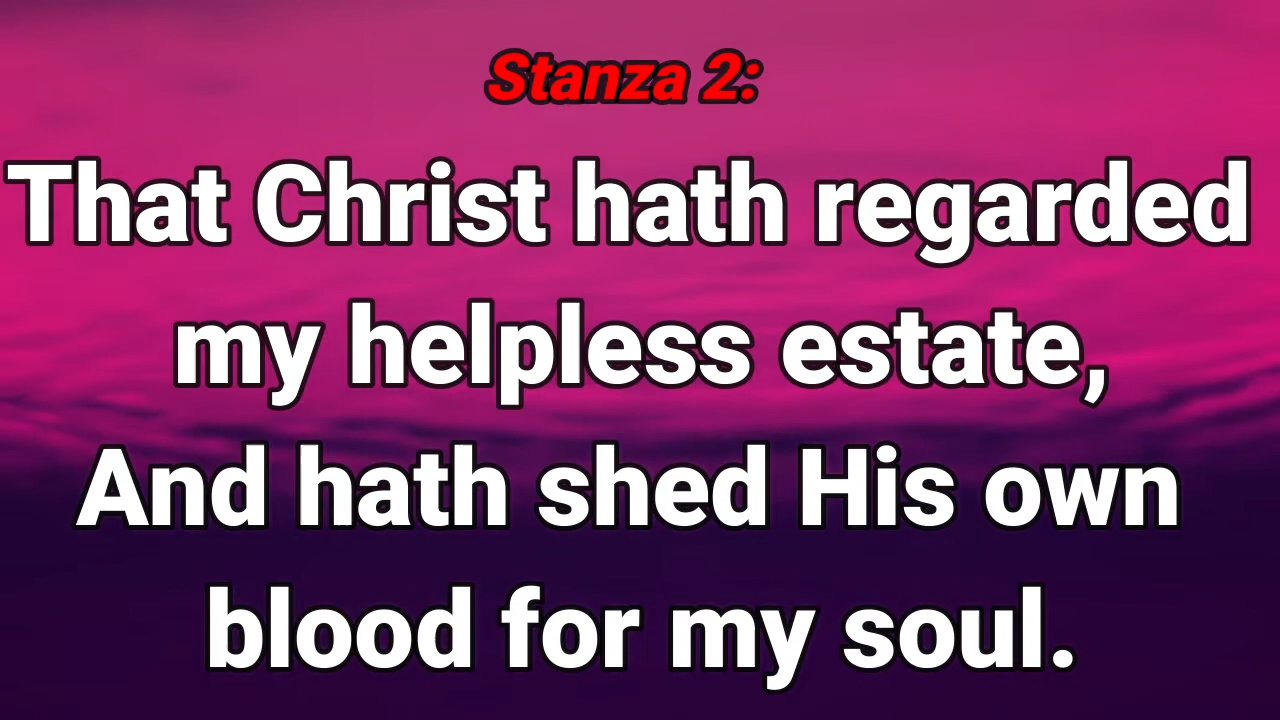 Stanza 2:
That Christ hath regarded
my helpless estate,
And hath shed His own
blood for my soul.